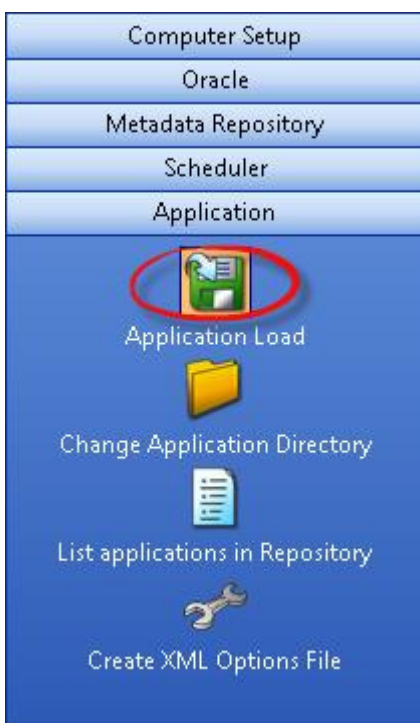 Computer Setup
Oracle
Metadata Repository
Scheduler
Application
Application Load
Change Application Directory
List applications in Repository
Create XML Options File